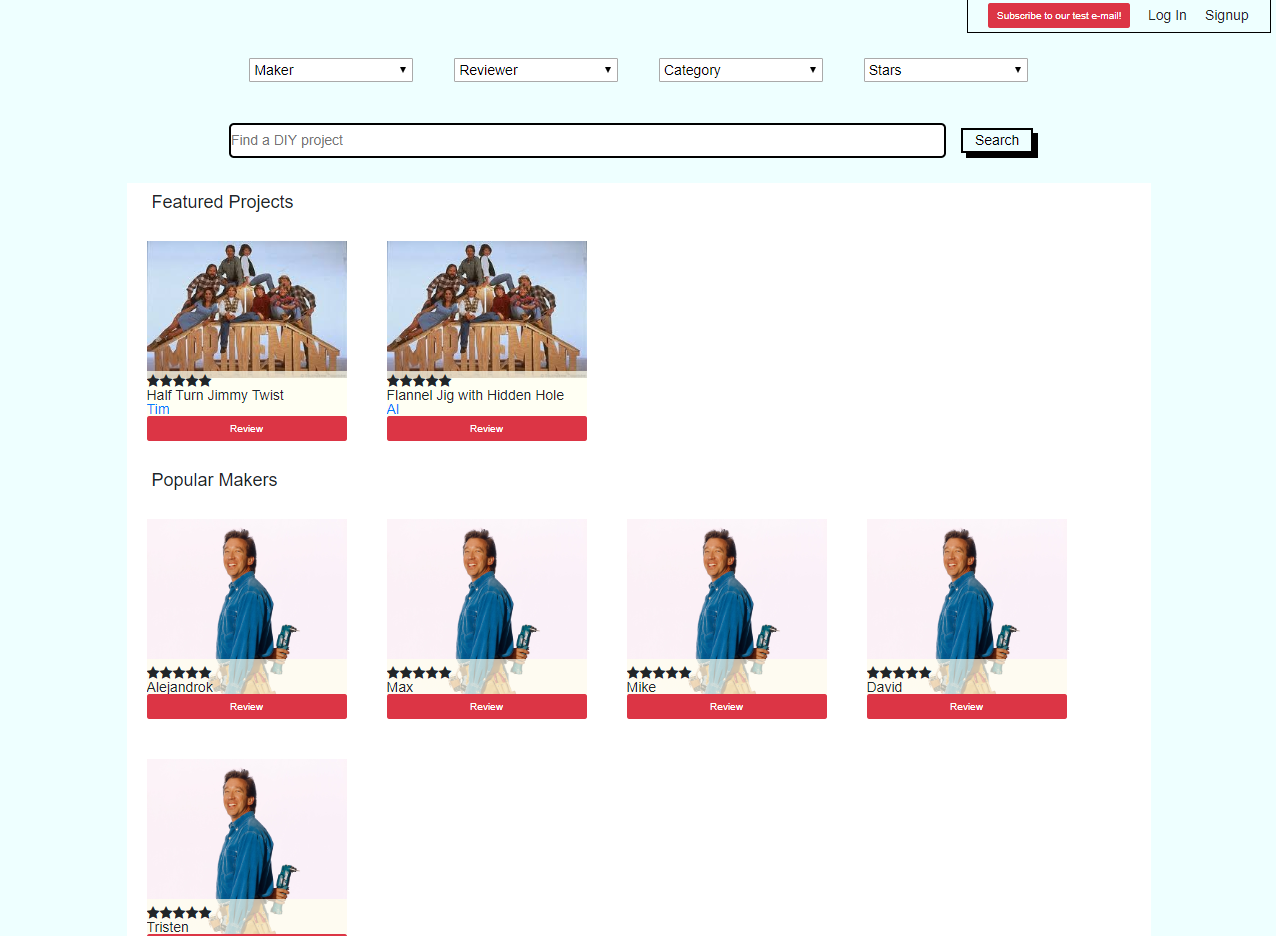 Subscribe to our test e-mail! Log In Signup
Maker Reviewer Category Stars
Find a DIY project Search
Featured Projects
IMPROVEMENT IMPROVEMENT
Half Turn Jimmy Twist Flannel Jig with Hidden Hole
Tim Al
Review Review
Popular Makers
Alejandrok Max Mike David
Review Review Review Review
Tristen